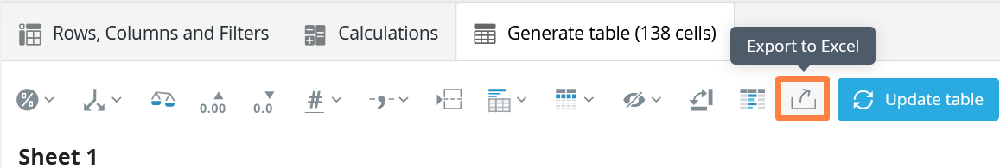 Rows, Columns and Filters
Calculations
Generate table (138 cells)
Export to Excel
%
0.00
0.0
#
-,-
Update table
Sheet 1